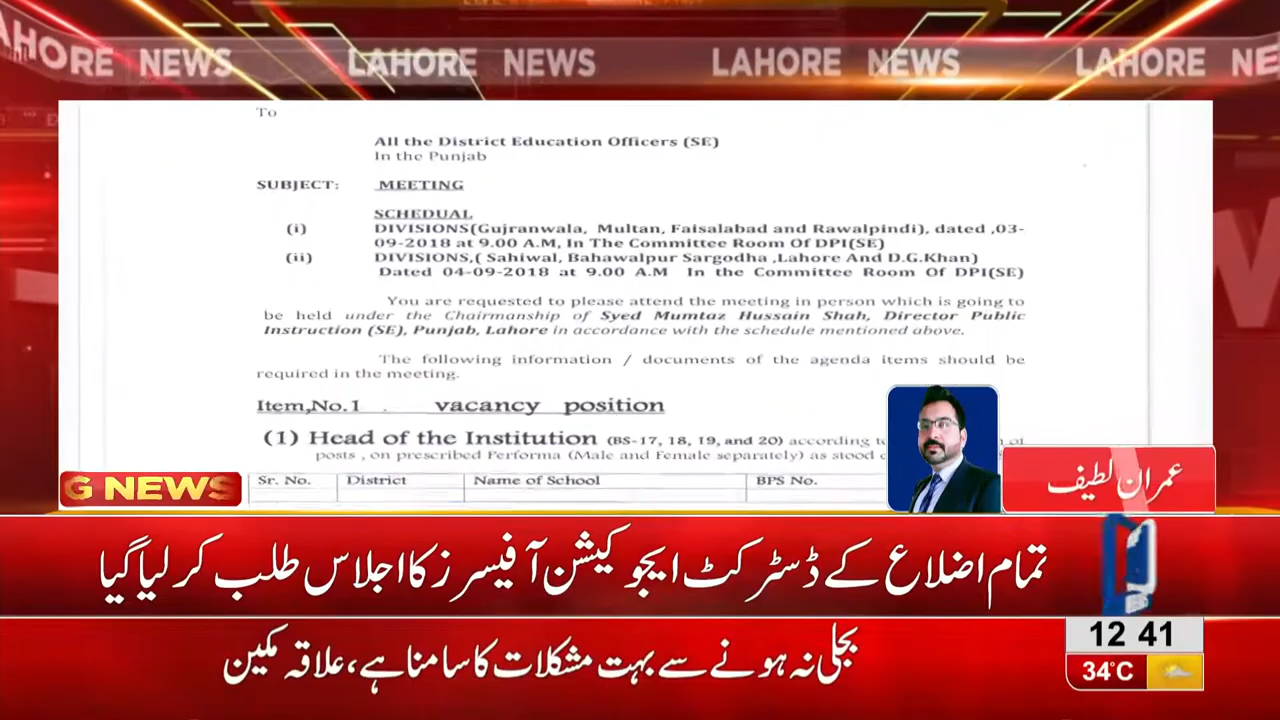 LAHORE NEWS LAHORE NEWS LAHORE NEWS LAHORE NE
To
All the District Education Officers (SE)
In the Punjab
SUBJECT: MEETING
SCHEDUAL
(i) DIVISIONS(Gujranwala, Multan, Faisalabad and Rawalpindi), dated ,03-
09-2018 at 9.00 A.M, In The Committee Room Of DPI(SE)
(ii) DIVISIONS,( Sahiwal, Bahawalpur Sargodha ,Lahore And D.G.Khan)
Dated 04-09-2018 at 9.00 A.M In the Committee Room Of DPI(SE)
You are requested to please attend the meeting in person which is going to
be held under the Chairmanship of Syed Mumtaz Hussain Shah, Director Public
Instruction (SE), Punjab, Lahore in accordance with the schedule mentioned above.
The following information / documents of the agenda items should be
required in the meeting.
Item,No.1 . vacancy position
(1) Head of the Institution (BS-17, 18, 19, and 20) according
posts , on prescribed Performa (Male and Female separately) as stood
Sr. No. District Name of School BPS No.
عمران لطیف
G NEWS
تمام اضلاع کے ڈسٹرکٹ ایجوکیشن آفیسرز کا اجلاس طلب کر لیا گیا
12 41
بجلی نہ ہونے سے بہت مشکلات کا سامنا ہے، علاقہ مکین
34°C